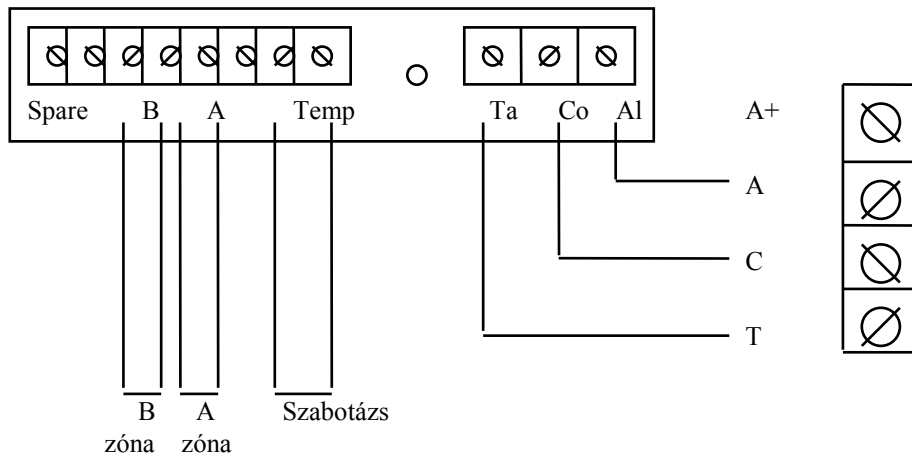 Spare B A Temp Ta Co Al A+
A
C
T
B A Szabotázs
zóna zóna